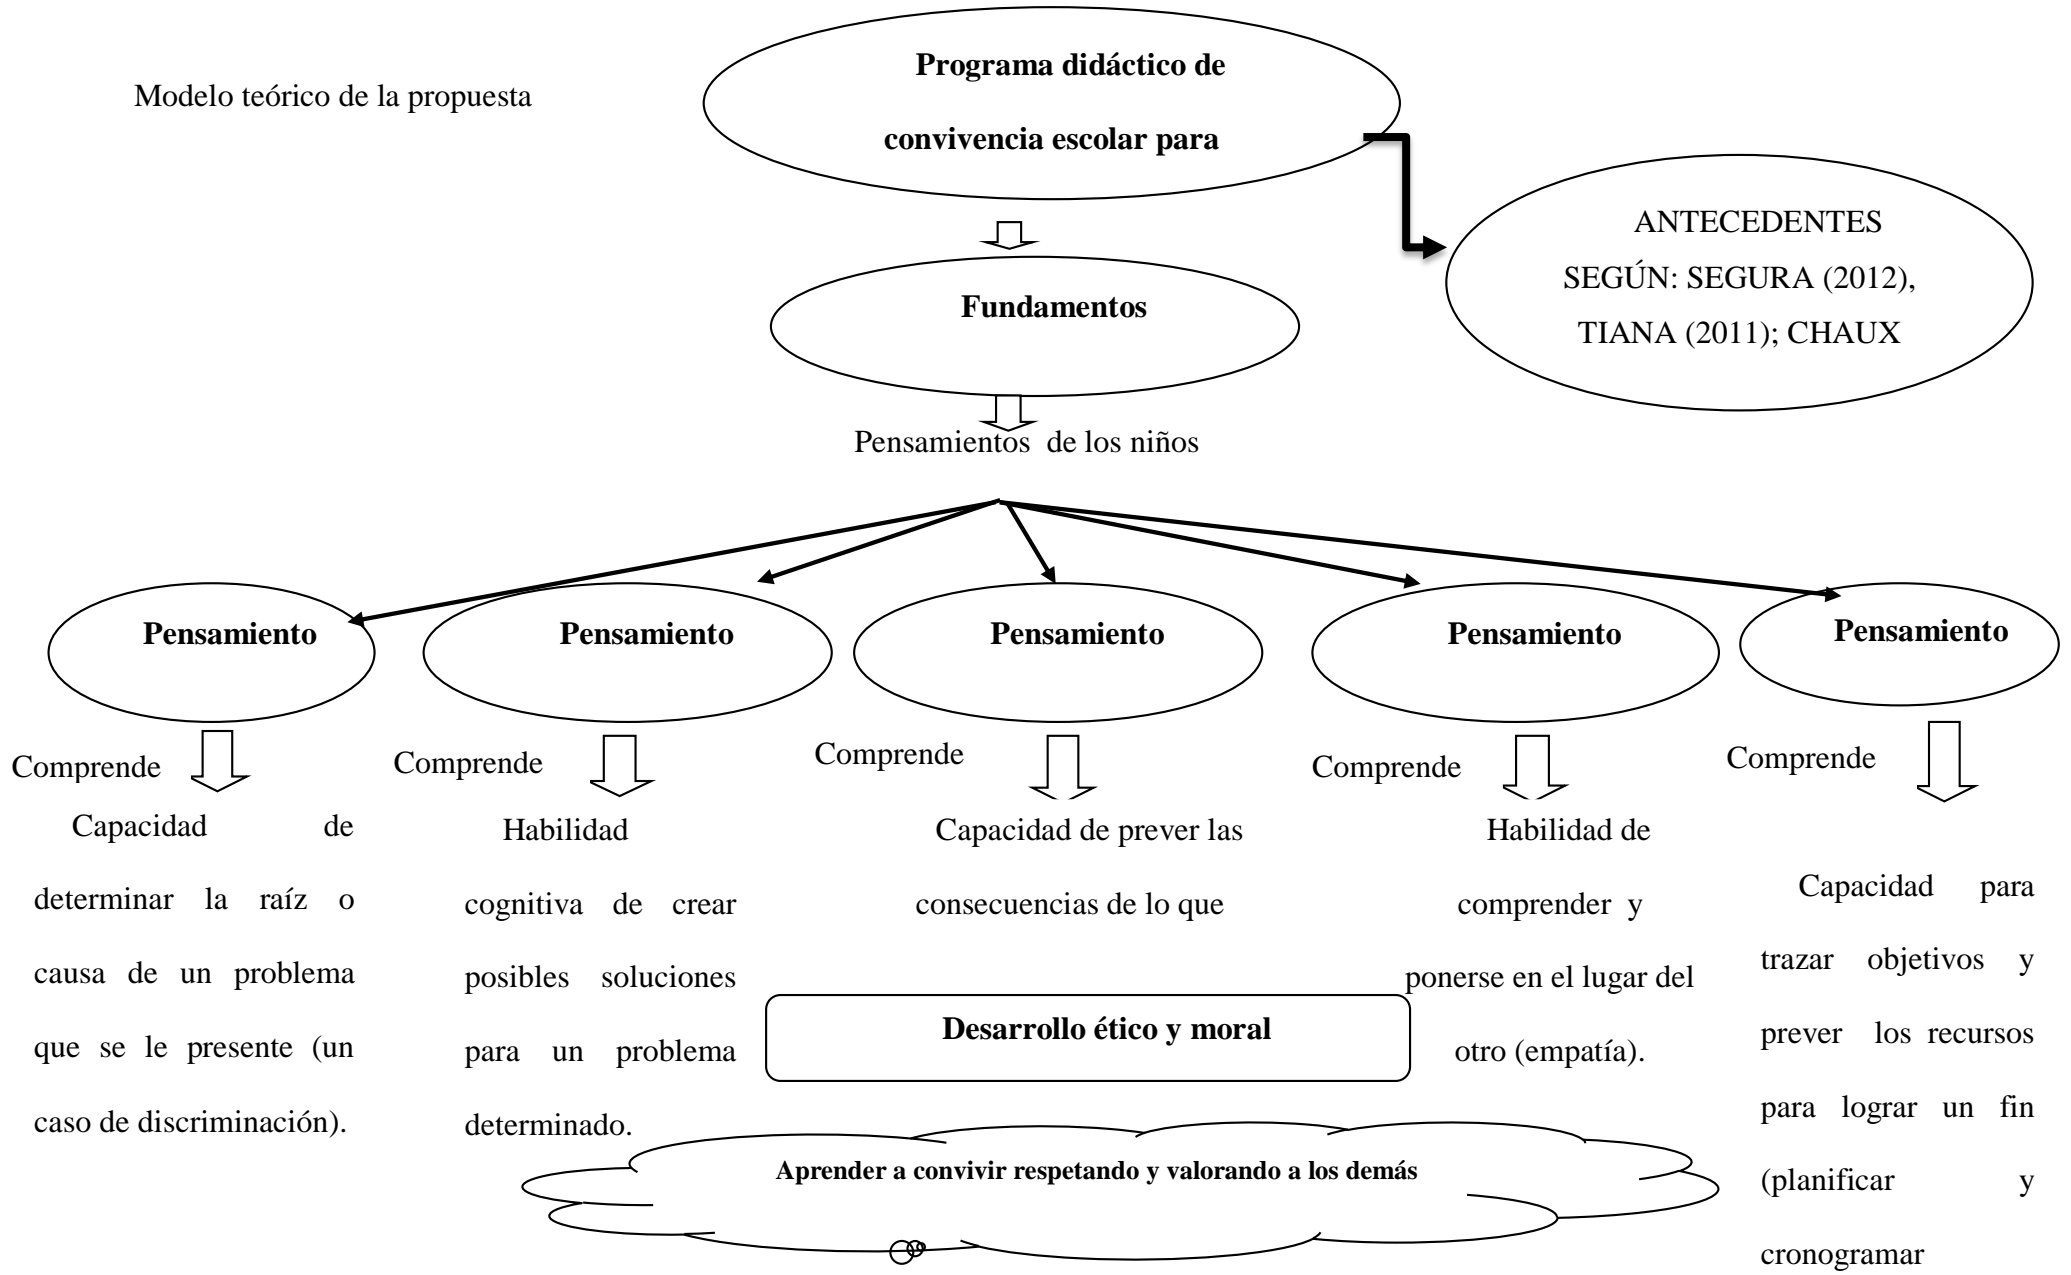 Modelo teórico de la propuesta
Programa didáctico de
convivencia escolar para
ANTECEDENTES
SEGÚN: SEGURA (2012),
TIANA (2011); CHAUX
Fundamentos
Pensamientos de los niños
Pensamiento
Pensamiento
Pensamiento
Pensamiento
Pensamiento
Comprende
Comprende
Comprende
Comprende
Comprende
Capacidad de
determinar la raíz o
causa de un problema
que se le presente (un
caso de discriminación).
Habilidad
cognitiva de crear
posibles soluciones
para un problema
determinado.
Capacidad de prever las
consecuencias de lo que
Habilidad de
comprender y
ponerse en el lugar del
otro (empatía).
Capacidad para
trazar objetivos y
prever los recursos
para lograr un fin
(planificar y
cronogramar
Desarrollo ético y moral
Aprender a convivir respetando y valorando a los demás